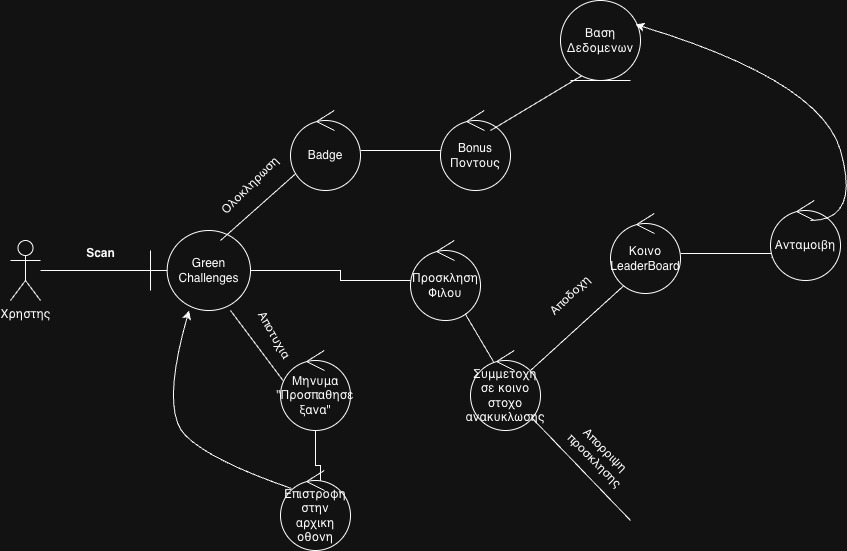 Βαση
Δεδομενων
Badge
Bonus
Ποντους
Ολοκληρωση
Scan
Χρηστης
Green
Challenges
Προσκληση
Φιλου
Κοινο
LeaderBoard
Ανταμοιβη
Αποδοχη
Αποτυχια
Μηνυμα
"Προσπαθησε
ξανα"
Συμμετοχη
σε κοινο
στοχο
ανακυκλωσης
Απορριψη
προσκλησης
Επιστροφη
στην
αρχικη
οθονη